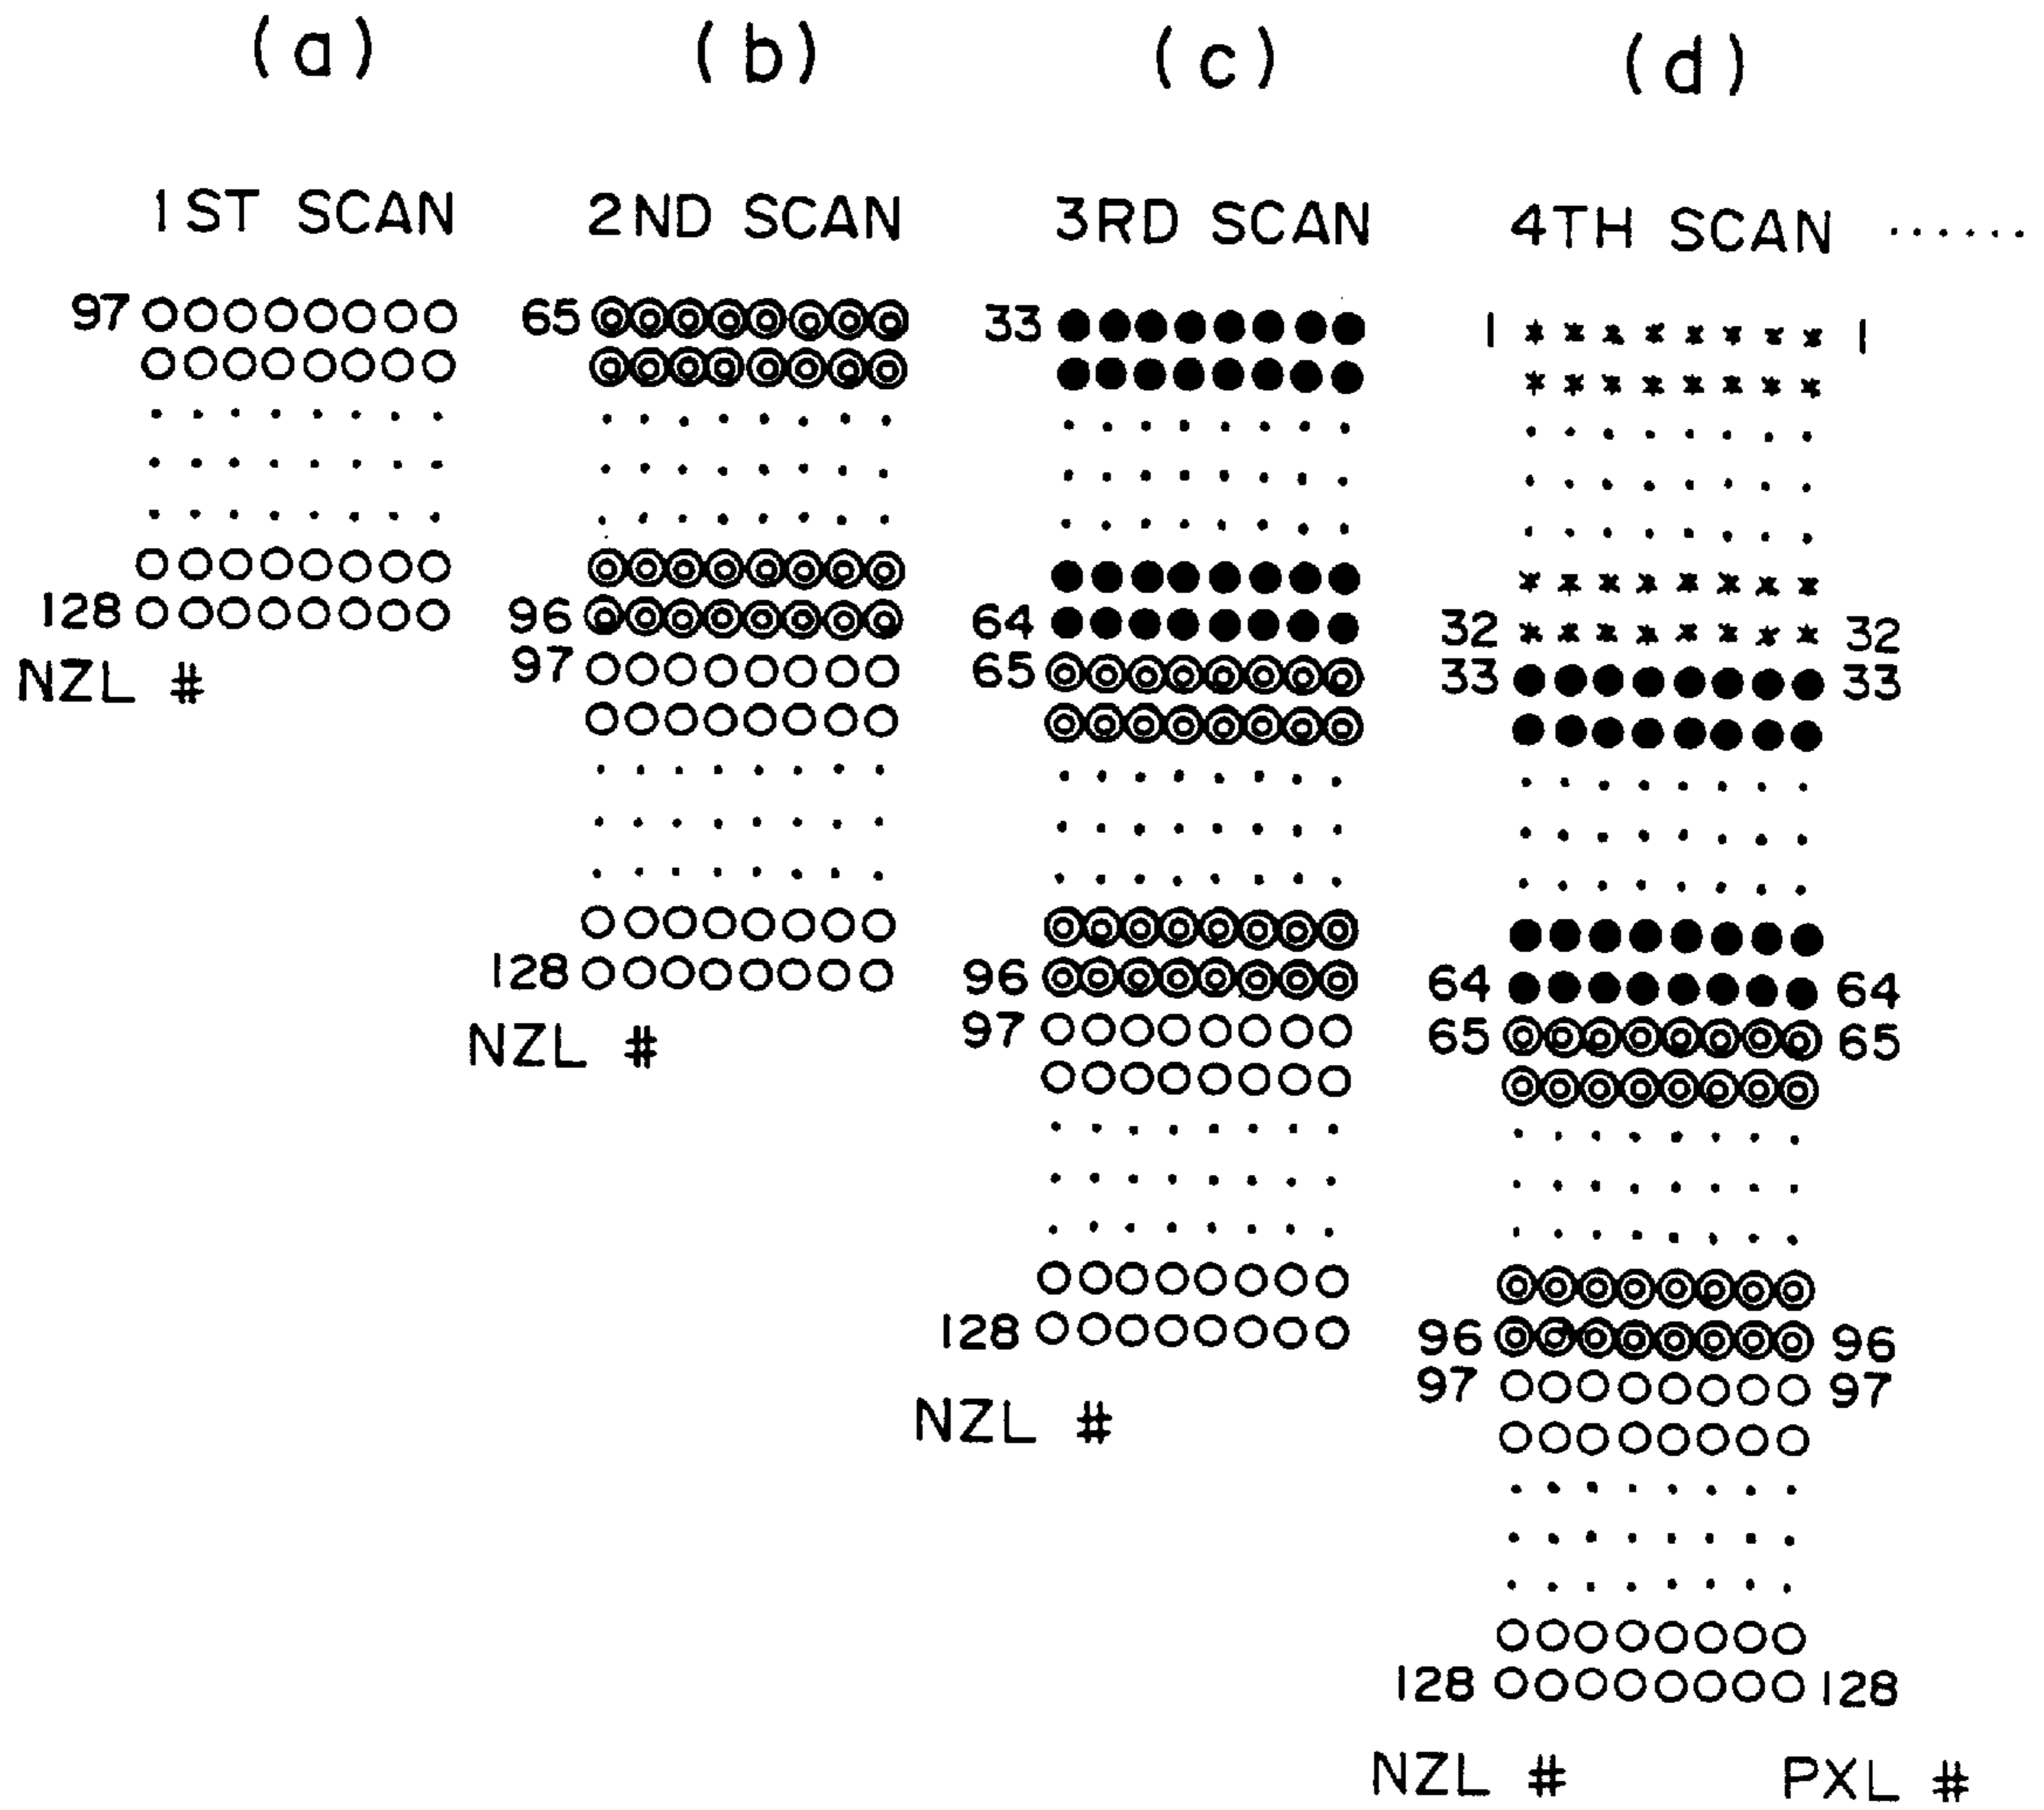 (a)
1ST SCAN
97
128
NZL #
(b)
2ND SCAN
65
96
97
128
NZL #
(c)
3RD SCAN
33
64
65
96
97
128
NZL #
(d)
4TH SCAN ......
1 1
32 32
33 33
64 64
65 65
96 96
97 97
128 128
NZL # PXL #